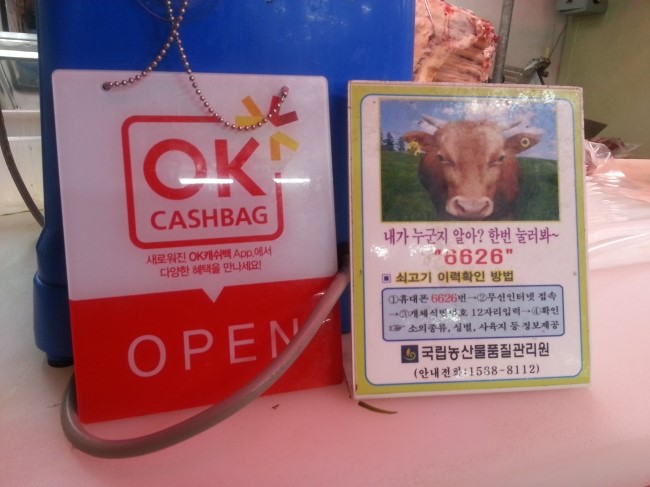 OK
CASHBAG
새로워진 OK캐쉬백 App.에서
다양한 혜택을 만나세요!
OPEN
내가 누군지 알아? 한번 눌러봐~
"6626"
■ 쇠고기 이력확인 방법
①휴대폰 6626번→②무선인터넷 접속
→③개체식별번호 12자리입력→④확인
☞ 소의종류, 성별, 사육지 등 정보제공
국립농산물품질관리원
(안내전화:1588-8112)